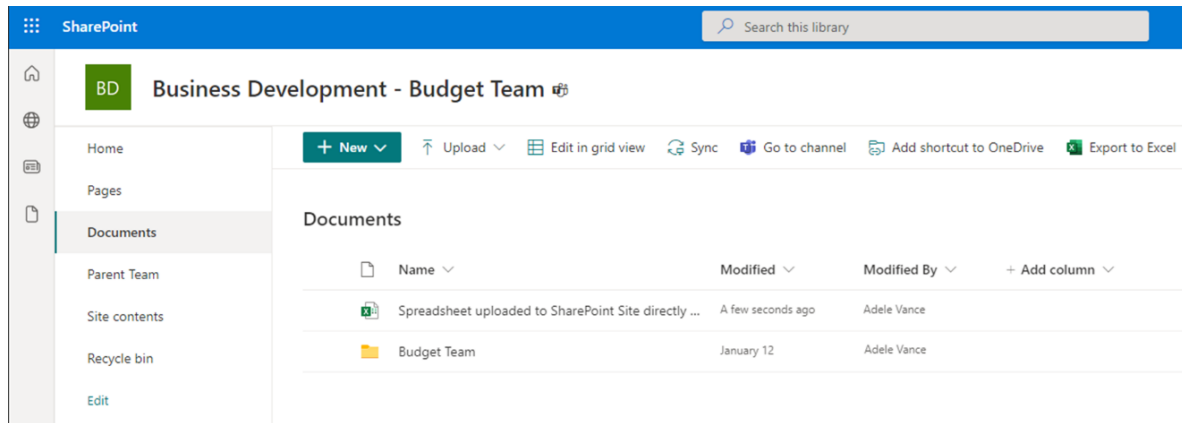 SharePoint
Search this library
BD
Business Development - Budget Team
Home
Pages
Documents
Parent Team
Site contents
Recycle bin
Edit
+ New
Upload
Edit in grid view
Sync
Go to channel
Add shortcut to OneDrive
Export to Excel
Documents
Name
Modified
Modified By
+ Add column
Spreadsheet uploaded to SharePoint Site directly ...
A few seconds ago
Adele Vance
Budget Team
January 12
Adele Vance